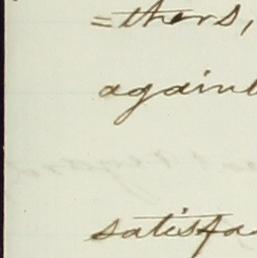 =thers,
against
satisfa